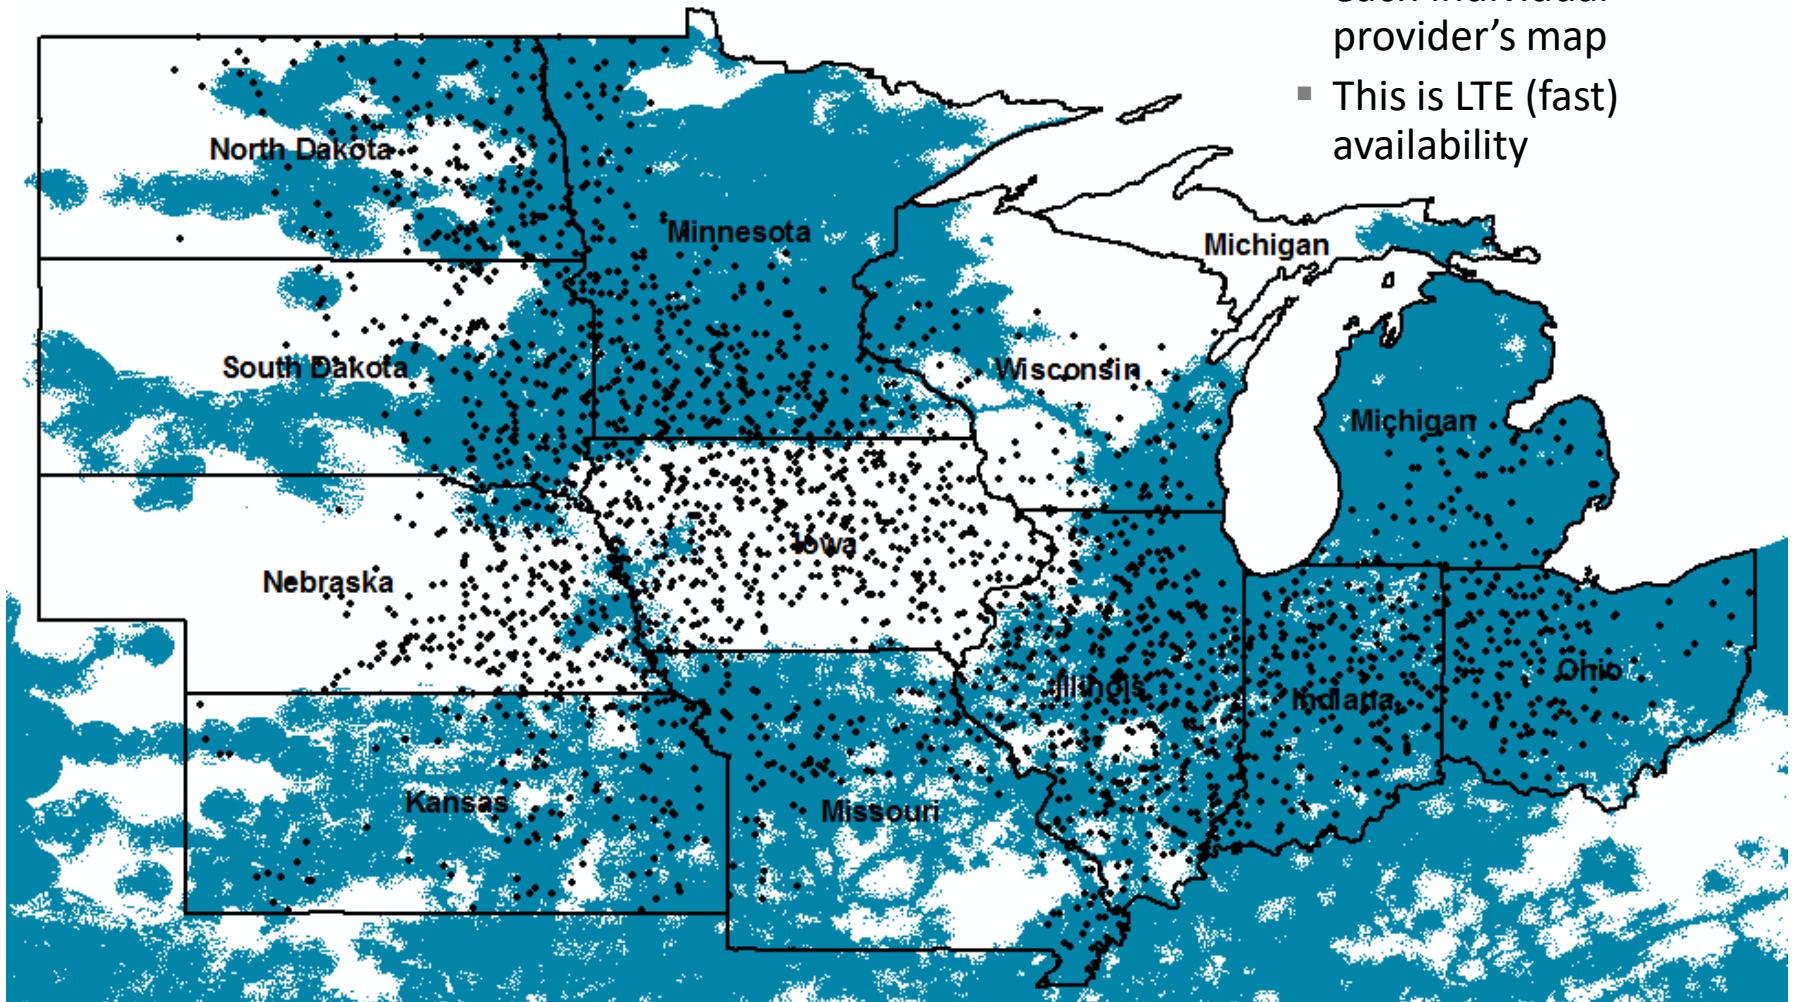 provider’s map
▪ This is LTE (fast)
availability
North Dakota
Minnesota
Michigan
South Dakota
Wisconsin
Michigan
Iowa
Nebraska
Illinois
Indiana
Ohio
Kansas
Missouri